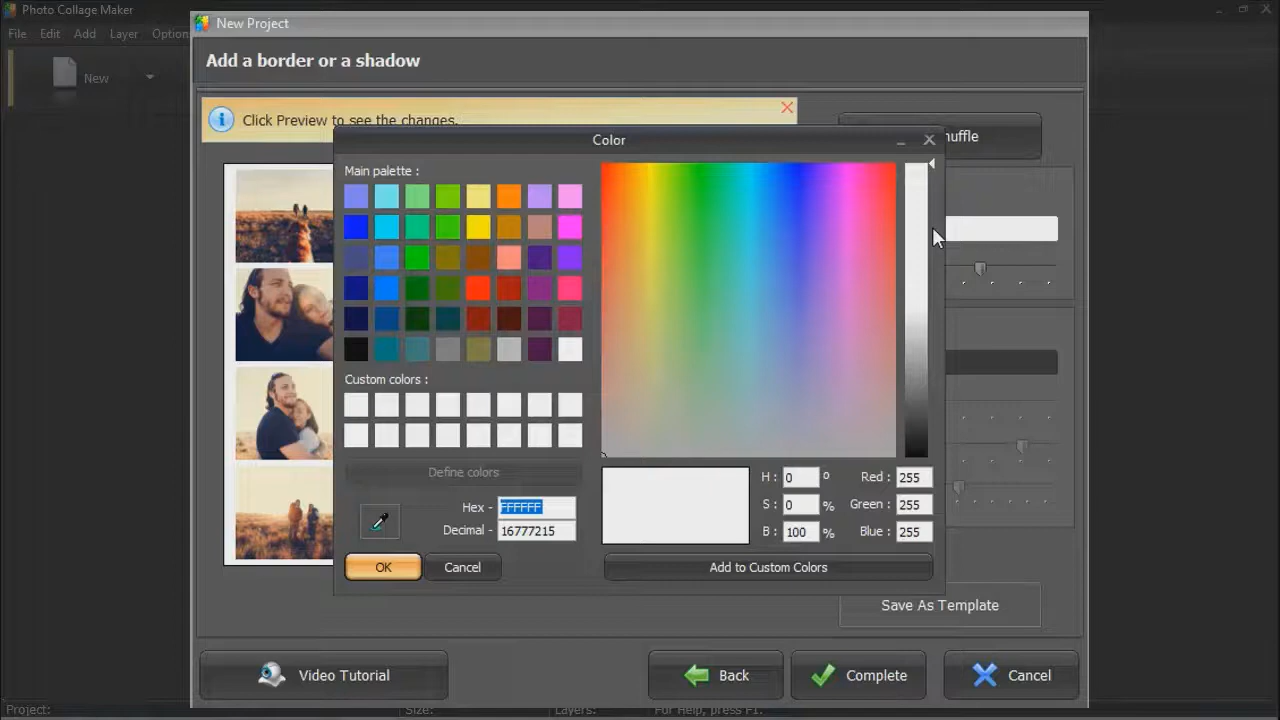 Photo Collage Maker
File Edit Add Layer Option
New
New Project
Add a border or a shadow
Click Preview to see the changes.
Color
Main palette :
Custom colors :
Define colors
Hex - FFFFFF
Decimal - 16777215
OK Cancel
H : 0 º Red : 255
S : 0 % Green : 255
B : 100 % Blue : 255
Add to Custom Colors
Save As Template
Video Tutorial Back Complete Cancel
Project: Size: Layers: For Help, press F1.